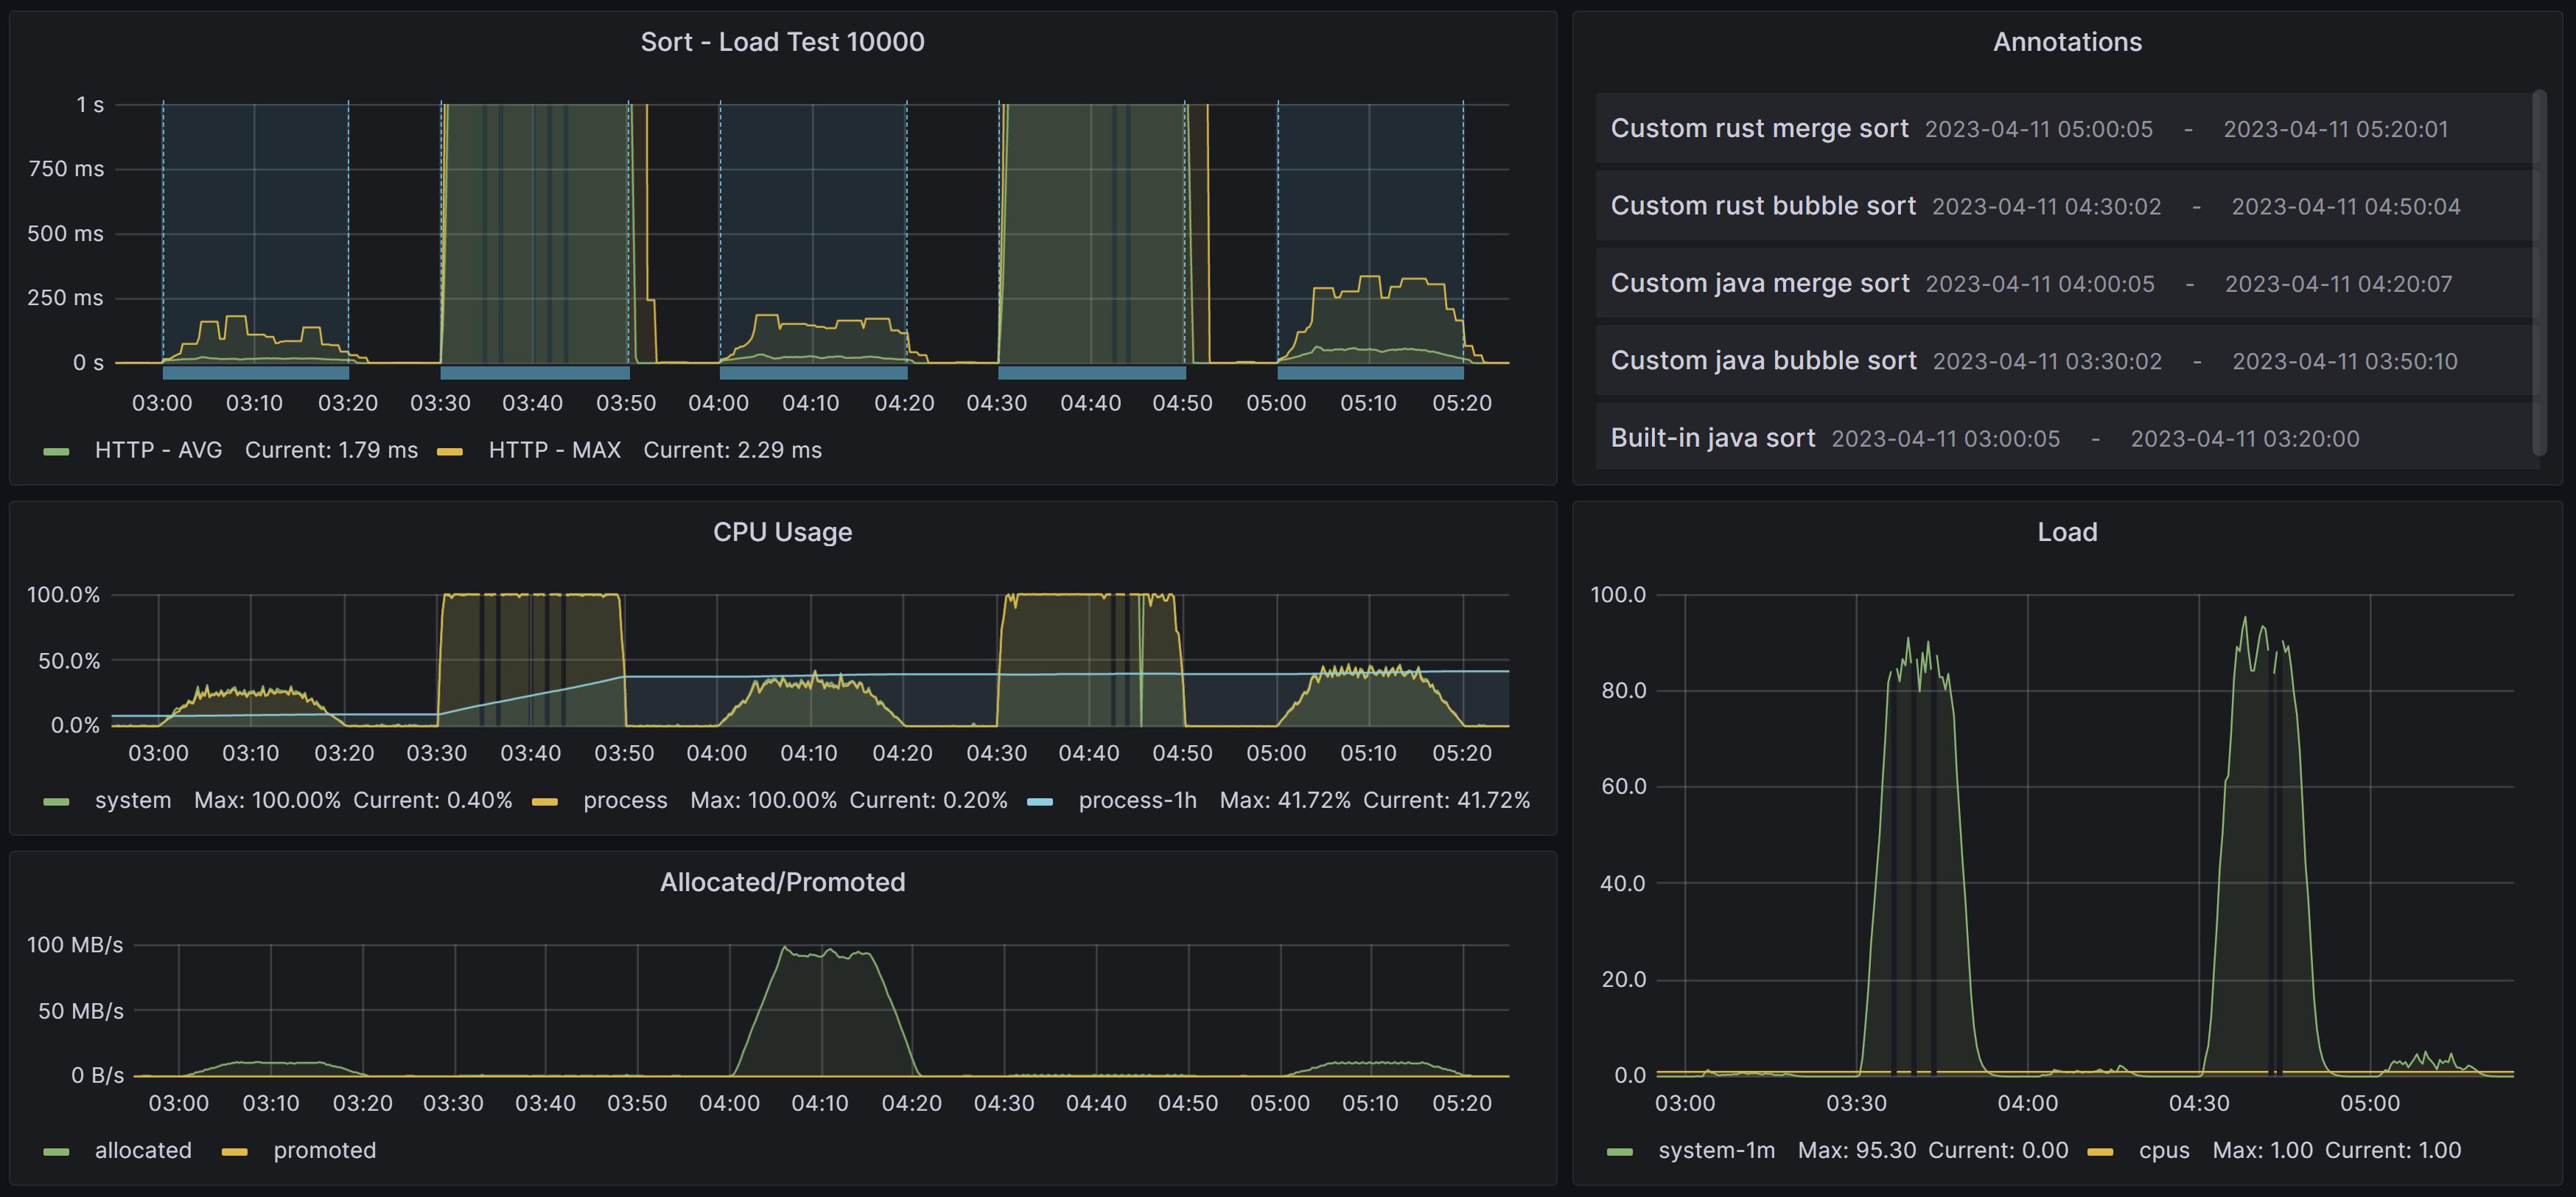 Sort - Load Test 10000
1 s
750 ms
500 ms
250 ms
0 s
03:00 03:10 03:20 03:30 03:40 03:50 04:00 04:10 04:20 04:30 04:40 04:50 05:00 05:10 05:20
HTTP - AVG Current: 1.79 ms HTTP - MAX Current: 2.29 ms
Annotations
Custom rust merge sort 2023-04-11 05:00:05 - 2023-04-11 05:20:01
Custom rust bubble sort 2023-04-11 04:30:02 - 2023-04-11 04:50:04
Custom java merge sort 2023-04-11 04:00:05 - 2023-04-11 04:20:07
Custom java bubble sort 2023-04-11 03:30:02 - 2023-04-11 03:50:10
Built-in java sort 2023-04-11 03:00:05 - 2023-04-11 03:20:00
CPU Usage
100.0%
50.0%
0.0%
03:00 03:10 03:20 03:30 03:40 03:50 04:00 04:10 04:20 04:30 04:40 04:50 05:00 05:10 05:20
system Max: 100.00% Current: 0.40% process Max: 100.00% Current: 0.20% process-1h Max: 41.72% Current: 41.72%
Allocated/Promoted
100 MB/s
50 MB/s
0 B/s
03:00 03:10 03:20 03:30 03:40 03:50 04:00 04:10 04:20 04:30 04:40 04:50 05:00 05:10 05:20
allocated promoted
Load
100.0
80.0
60.0
40.0
20.0
0.0
03:00 03:30 04:00 04:30 05:00
system-1m Max: 95.30 Current: 0.00 cpus Max: 1.00 Current: 1.00